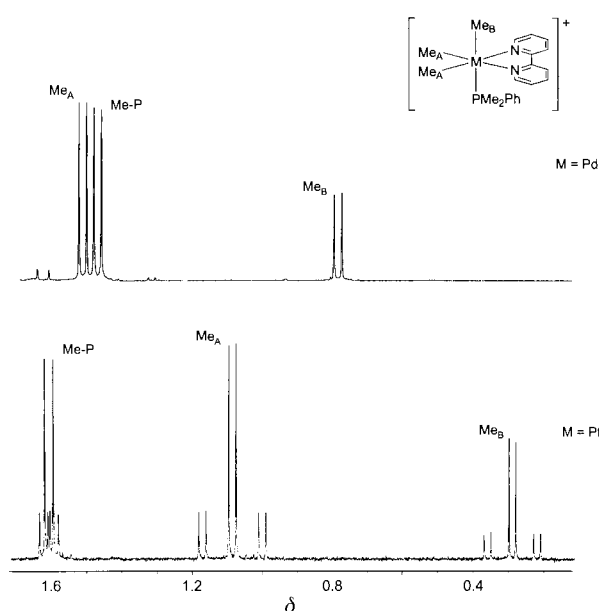 [ Me_B ]+
Me_A N
M
Me_A N
PMe₂Ph
Me_A Me-P
M = Pd
Me_B
Me-P
Me_A
Me_B
M = Pt
1.6 1.2 0.8 0.4
δ